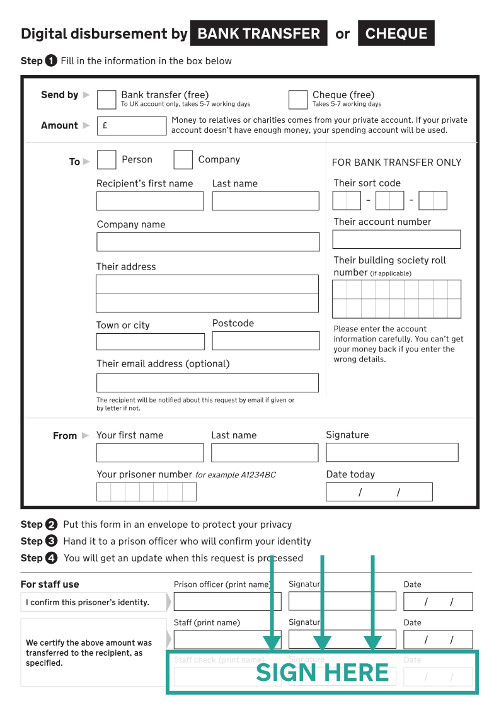 Digital disbursement by BANK TRANSFER or CHEQUE
Step 1 Fill in the information in the box below
Send by
Bank transfer (free)
To UK account only, takes 5-7 working days
Cheque (free)
Takes 5-7 working days
Amount
£
Money to relatives or charities comes from your private account. If your private
account doesn't have enough money, your spending account will be used.
To
Person
Company
Recipient's first name
Last name
Company name
Their address
Town or city
Postcode
Their email address (optional)
The recipient will be notified about this request by email if given or
by letter if not.
FOR BANK TRANSFER ONLY
Their sort code
- -
Their account number
Their building society roll
number (if applicable)
Please enter the account
information carefully. You can't get
your money back if you enter the
wrong details.
From
Your first name
Last name
Signature
Your prisoner number for example A1234BC
Date today
/ /
Step 2 Put this form in an envelope to protect your privacy
Step 3 Hand it to a prison officer who will confirm your identity
Step 4 You will get an update when this request is processed
For staff use
Prison officer (print name)
Signature
Date
I confirm this prisoner's identity.
/ /
Staff (print name)
Signature
Date
We certify the above amount was
transferred to the recipient, as
specified.
/ /
Staff check (print name)
Signature
Date
/ /
SIGN HERE